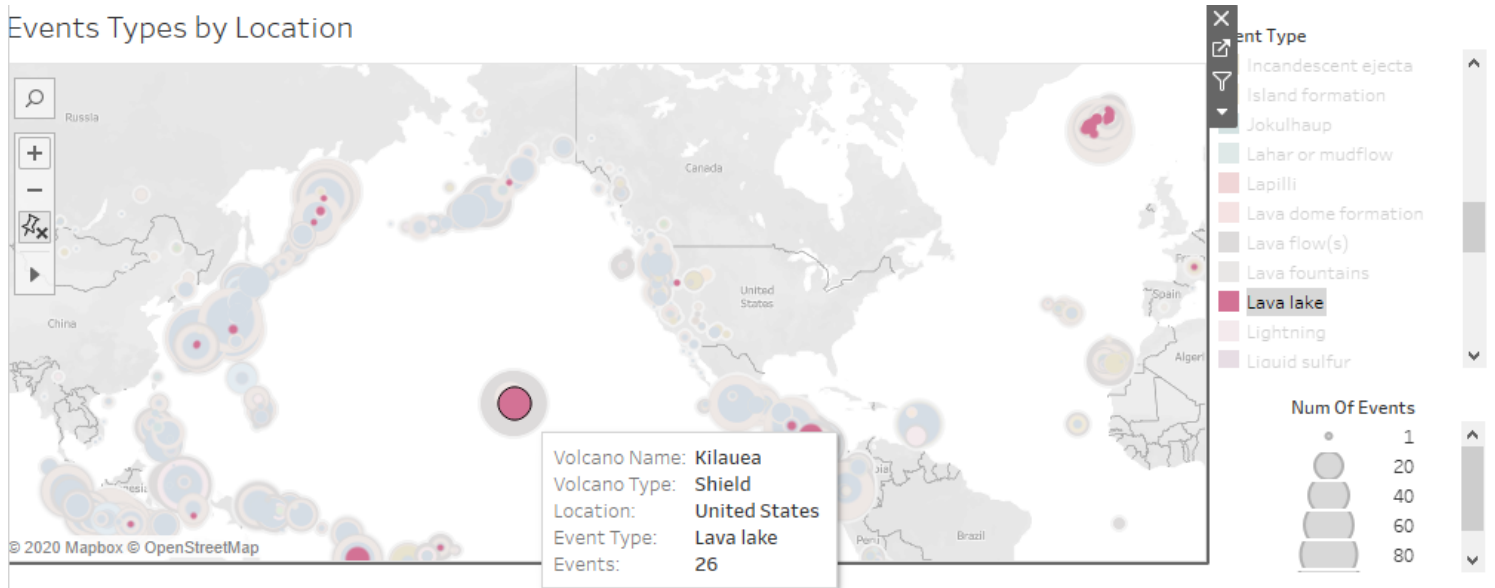 Events Types by Location
Russia
Canada
United
States
China
Spain
Brazil
© 2020 Mapbox © OpenStreetMap
Volcano Name: Kilauea
Volcano Type: Shield
Location: United States
Event Type: Lava lake
Events: 26
ent Type
Incandescent ejecta
Island formation
Jokulhaup
Lahar or mudflow
Lapilli
Lava dome formation
Lava flow(s)
Lava fountains
Lava lake
Lightning
Liquid sulfur
Num Of Events
1
20
40
60
80